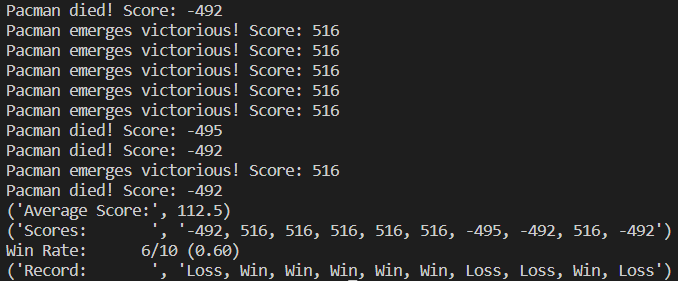 Pacman died! Score: -492
Pacman emerges victorious! Score: 516
Pacman emerges victorious! Score: 516
Pacman emerges victorious! Score: 516
Pacman emerges victorious! Score: 516
Pacman emerges victorious! Score: 516
Pacman died! Score: -495
Pacman died! Score: -492
Pacman emerges victorious! Score: 516
Pacman died! Score: -492
('Average Score:', 112.5)
('Scores:       ', '-492, 516, 516, 516, 516, 516, -495, -492, 516, -492')
Win Rate:      6/10 (0.60)
('Record:       ', 'Loss, Win, Win, Win, Win, Win, Loss, Loss, Win, Loss')